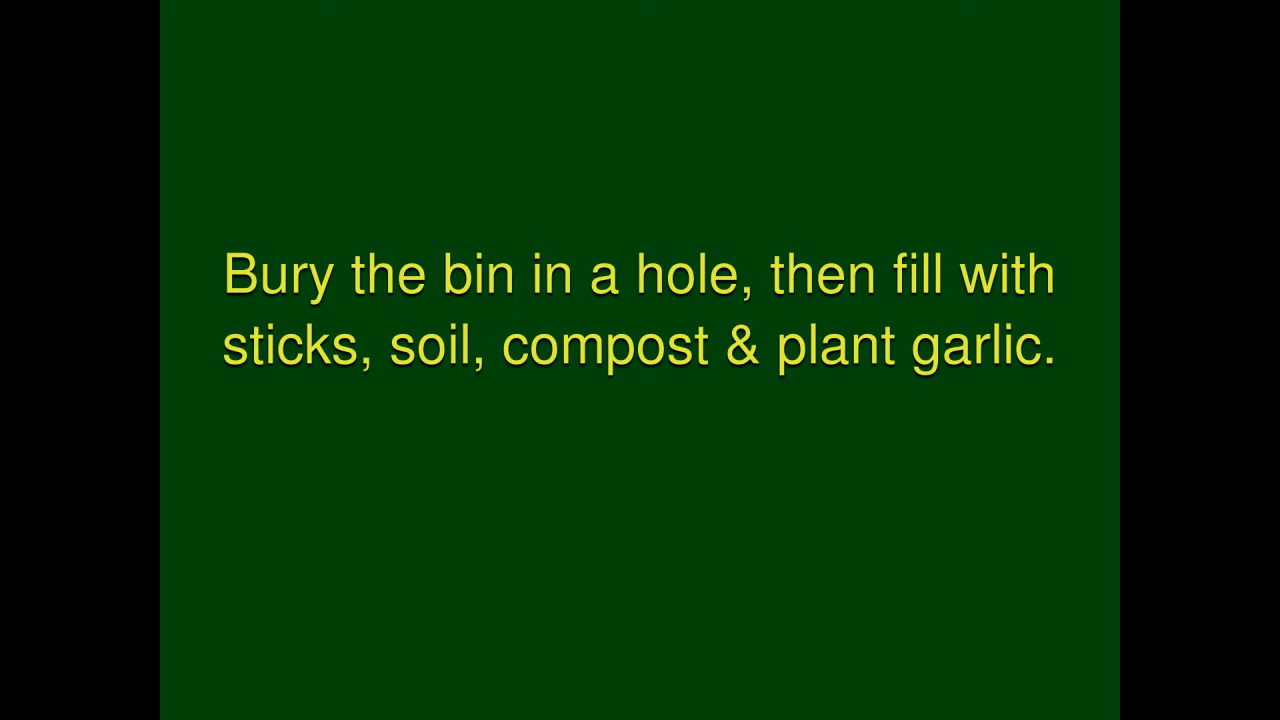 Bury the bin in a hole, then fill with
sticks, soil, compost & plant garlic.